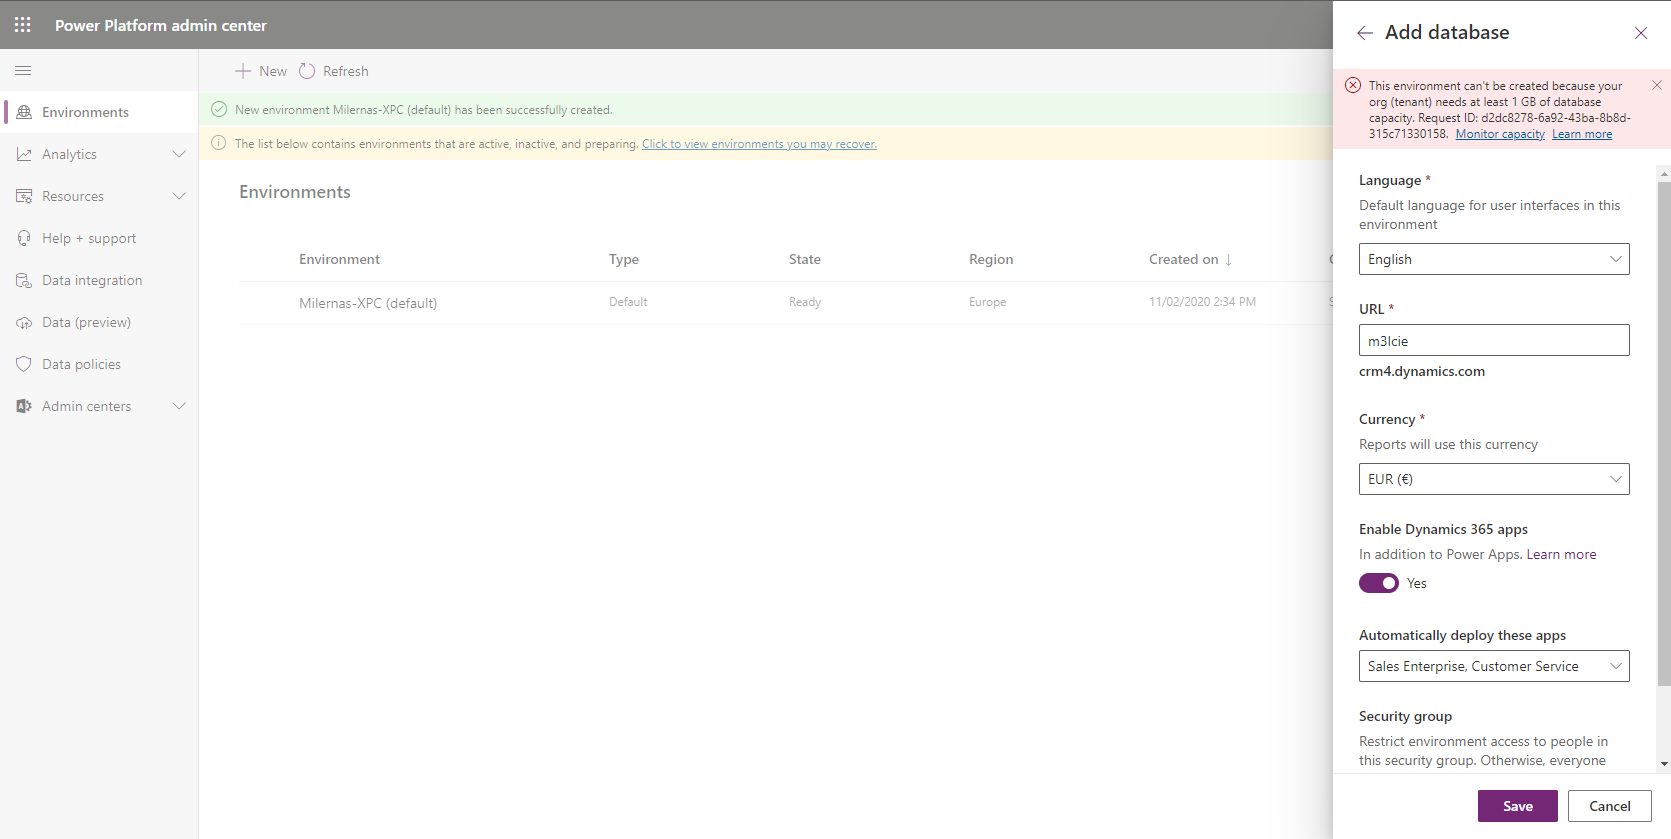 Power Platform admin center
New
Refresh
Environments
Analytics
Resources
Help + support
Data integration
Data (preview)
Data policies
Admin centers
New environment Milernas-XPC (default) has been successfully created.
The list below contains environments that are active, inactive, and preparing. Click to view environments you may recover.
Environments
Environment Type State Region Created on ↓
Milernas-XPC (default) Default Ready Europe 11/02/2020 2:34 PM
Add database
This environment can't be created because your
org (tenant) needs at least 1 GB of database
capacity. Request ID: d2dc8278-6a92-43ba-8b8d-
315c71330158. Monitor capacity Learn more
Language *
Default language for user interfaces in this
environment
English
URL *
m3lcie
crm4.dynamics.com
Currency *
Reports will use this currency
EUR (€)
Enable Dynamics 365 apps
In addition to Power Apps. Learn more
Yes
Automatically deploy these apps
Sales Enterprise, Customer Service
Security group
Restrict environment access to people in
this security group. Otherwise, everyone
Save
Cancel